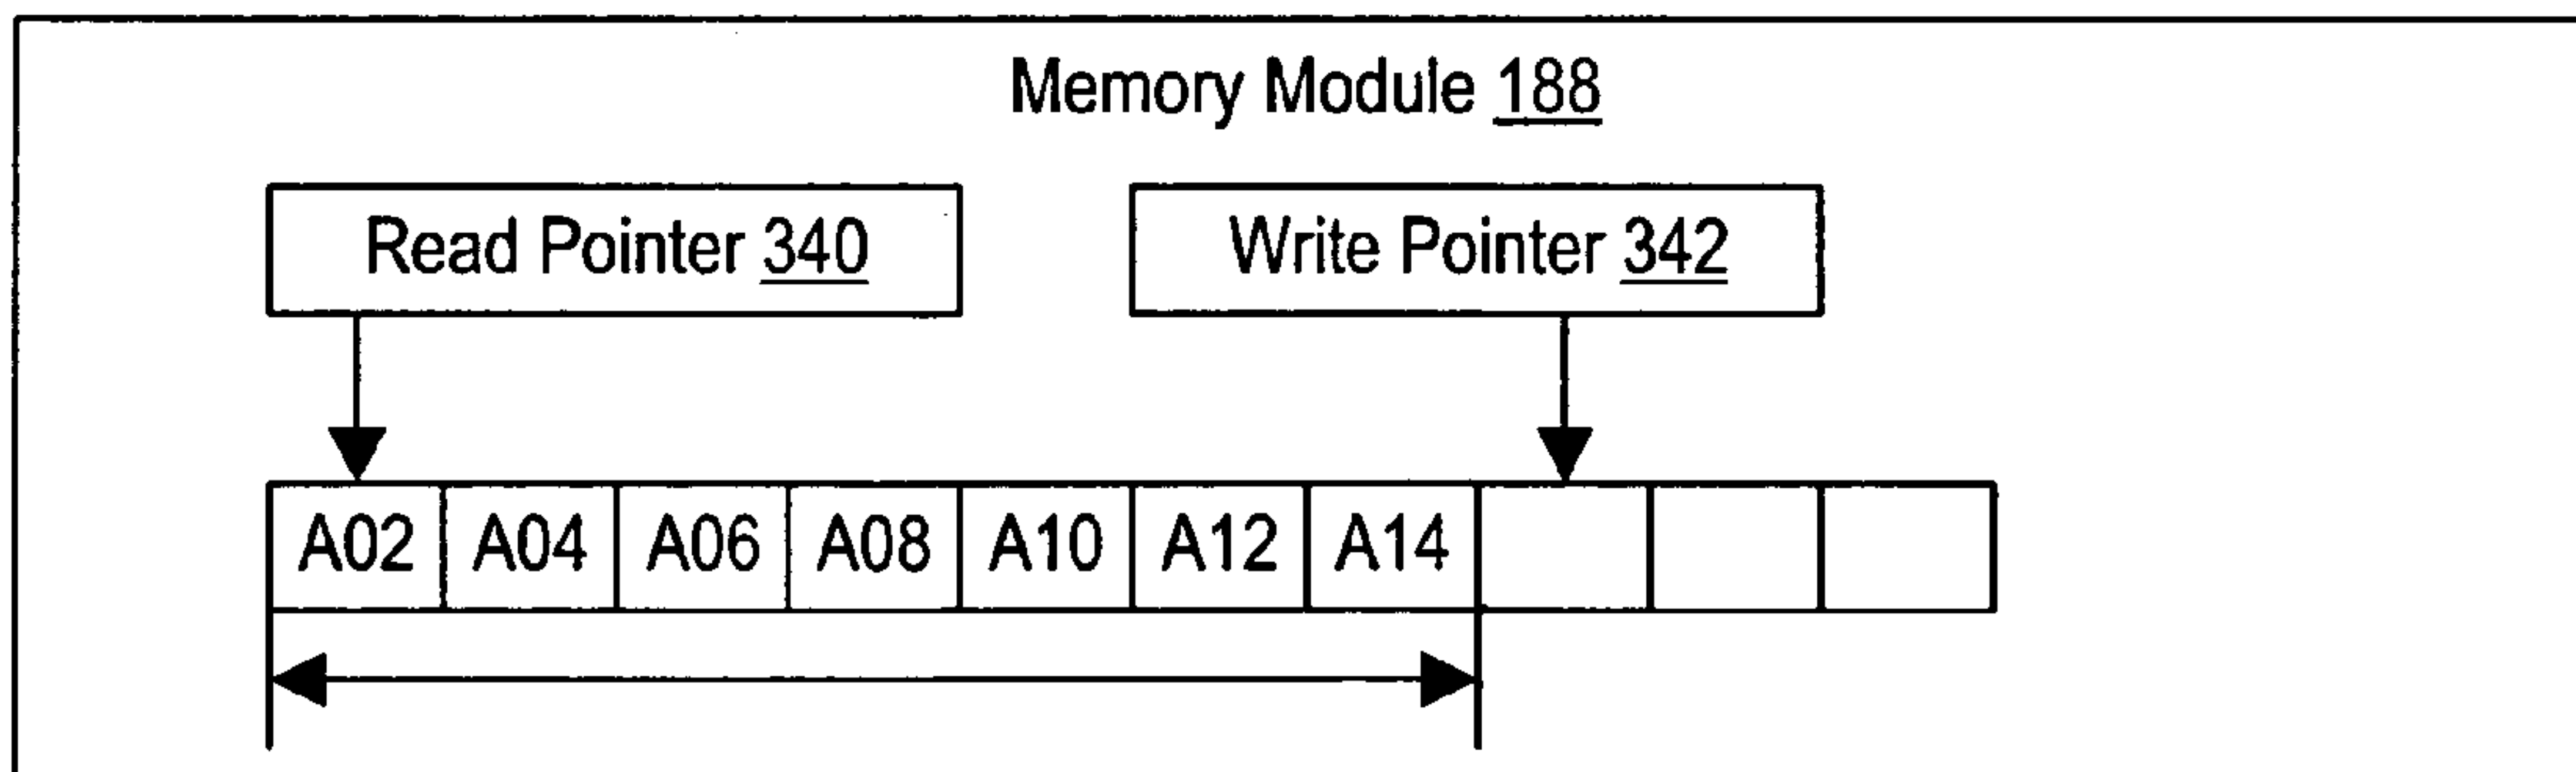 Memory Module 188
Read Pointer 340 Write Pointer 342
A02 A04 A06 A08 A10 A12 A14